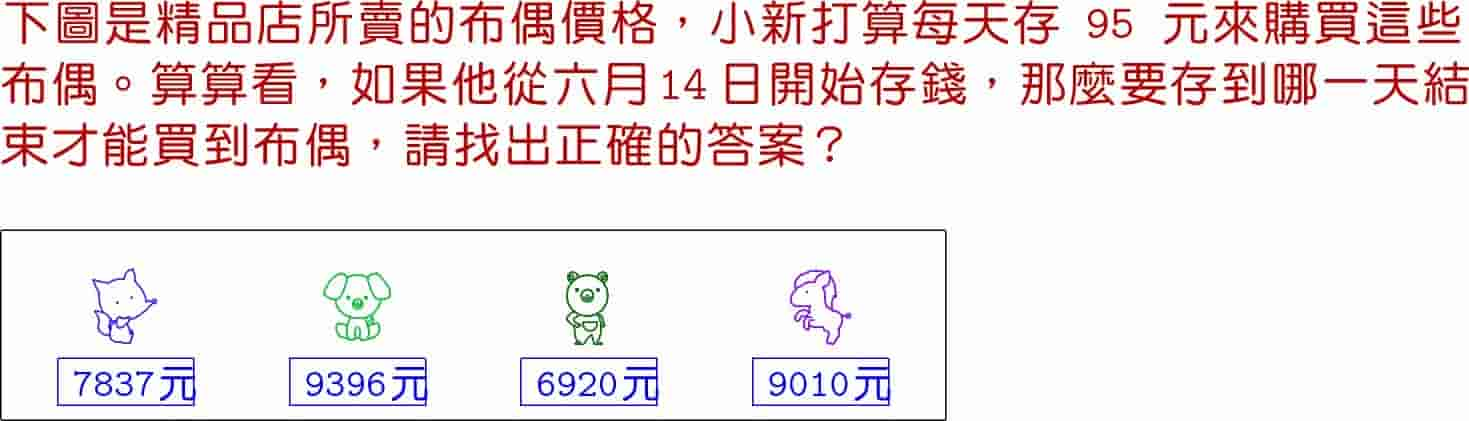 下圖是精品店所賣的布偶價格，小新打算每天存 95 元來購買這些
布偶。算算看，如果他從六月14日開始存錢，那麼要存到哪一天結
束才能買到布偶，請找出正確的答案？
7837元 9396元 6920元 9010元